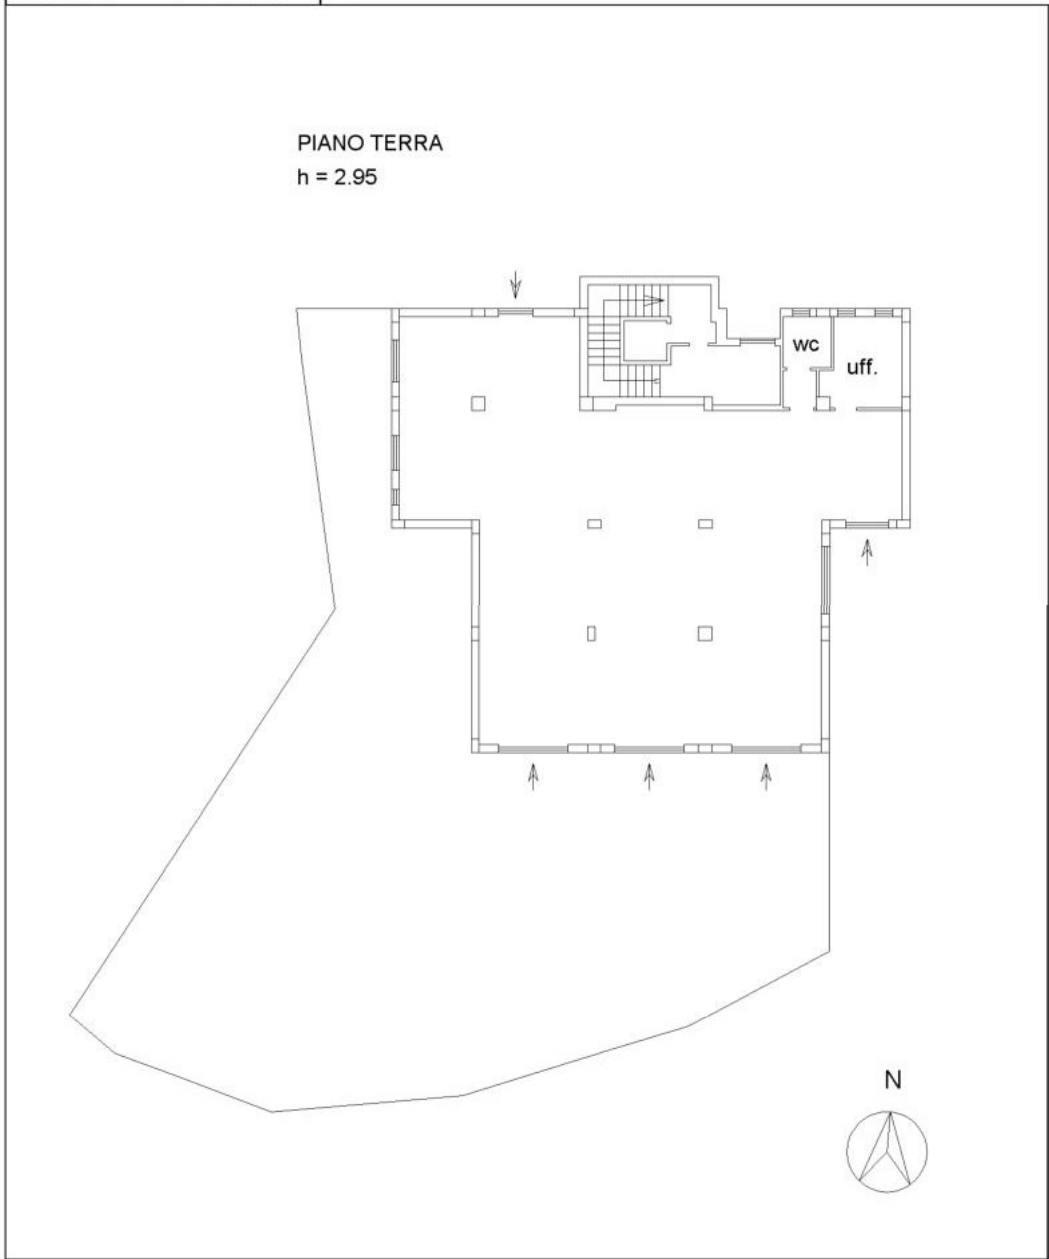 PIANO TERRA
h = 2.95
wc
uff.
N